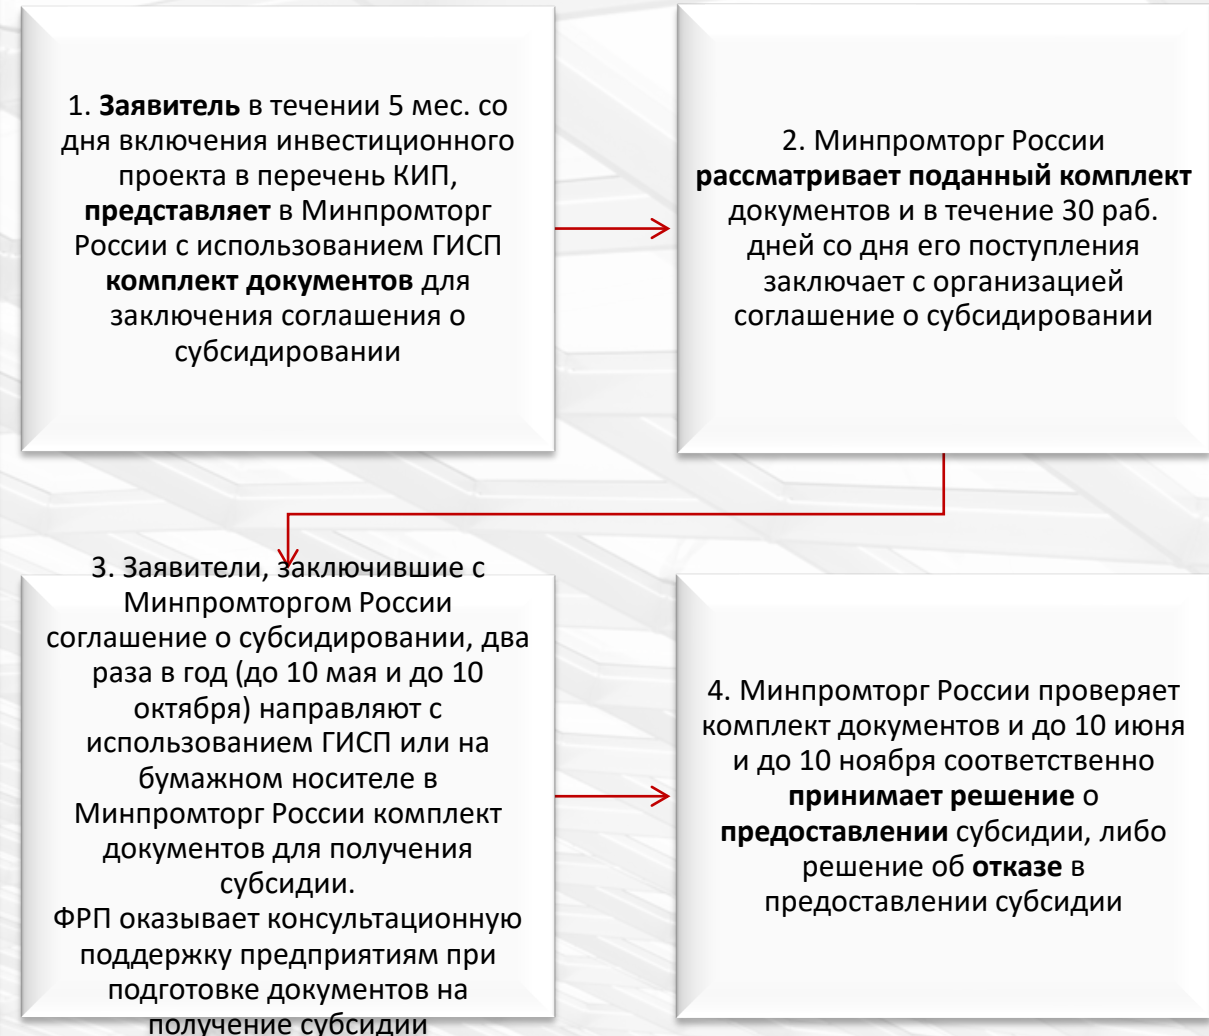 1. Заявитель в течении 5 мес. со
дня включения инвестиционного
проекта в перечень КИП,
представляет в Минпромторг
России с использованием ГИСП
комплект документов для
заключения соглашения о
субсидировании
2. Минпромторг России
рассматривает поданный комплект
документов и в течение 30 раб.
дней со дня его поступления
заключает с организацией
соглашение о субсидировании
3. Заявители, заключившие с
Минпромторгом России
соглашение о субсидировании, два
раза в год (до 10 мая и до 10
октября) направляют с
использованием ГИСП или на
бумажном носителе в
Минпромторг России комплект
документов для получения
субсидии.
ФРП оказывает консультационную
поддержку предприятиям при
подготовке документов на
получение субсидии
4. Минпромторг России проверяет
комплект документов и до 10 июня
и до 10 ноября соответственно
принимает решение о
предоставлении субсидии, либо
решение об отказе в
предоставлении субсидии